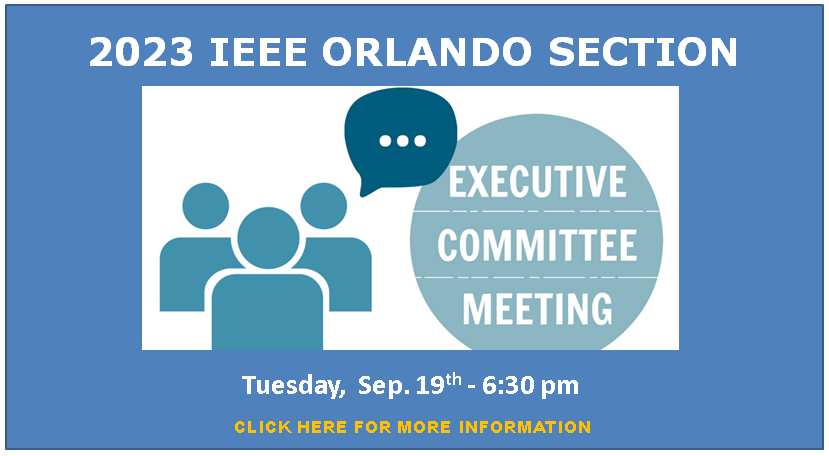 2023 IEEE ORLANDO SECTION
EXECUTIVE
COMMITTEE
MEETING
Tuesday, Sep. 19th - 6:30 pm
CLICK HERE FOR MORE INFORMATION